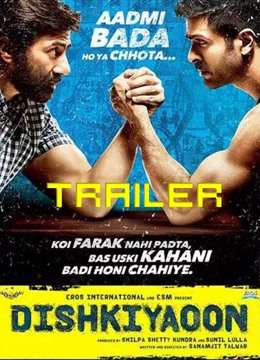 AADMI
BADA
HO YA CHHOTA...
TRAILER
KOI FARAK NAHI PADTA,
BAS USKI KAHANI
BADI HONI CHAHIYE.
EROS INTERNATIONAL AND ESM PRESENT
DISHKIYAOON
PRODUCED BY SHILPA SHETTY KUNDRA AND SUNIL LULLA
WRITTEN AND DIRECTED BY SANAMJIT TALWAR